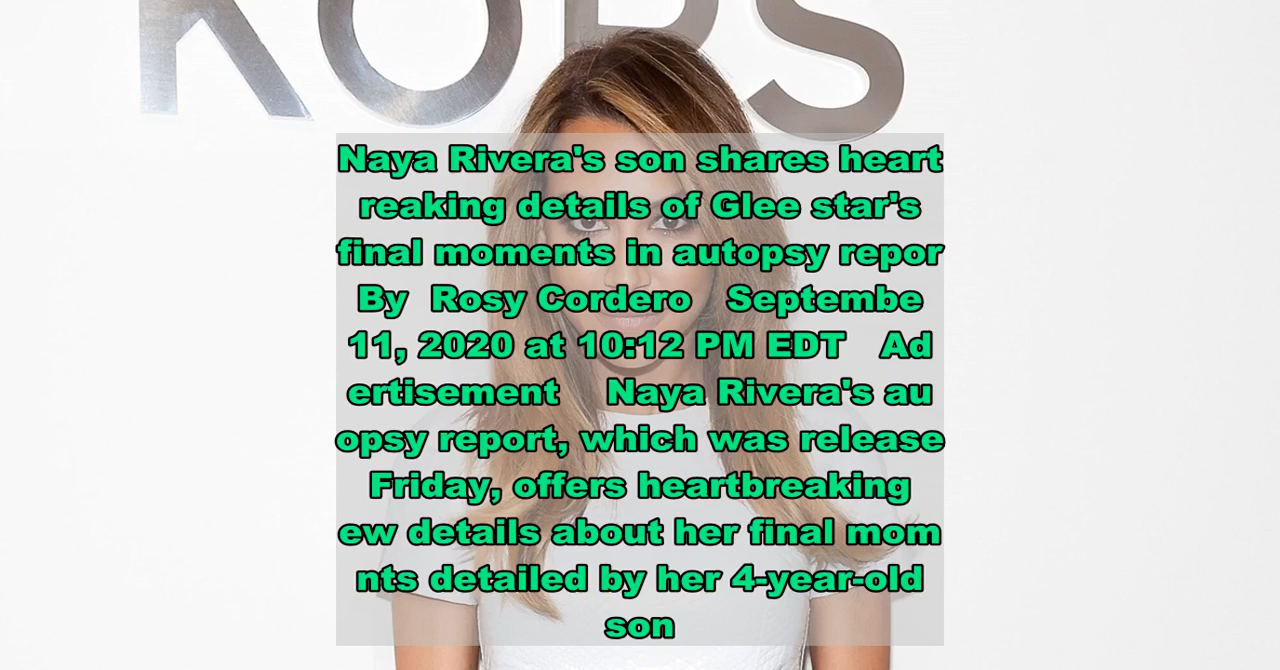 KORS
Naya Rivera's son shares heart
reaking details of Glee star's
final moments in autopsy repor
By Rosy Cordero Septembe
11, 2020 at 10:12 PM EDT Ad
ertisement Naya Rivera's au
opsy report, which was release
Friday, offers heartbreaking
ew details about her final mom
nts detailed by her 4-year-old
son